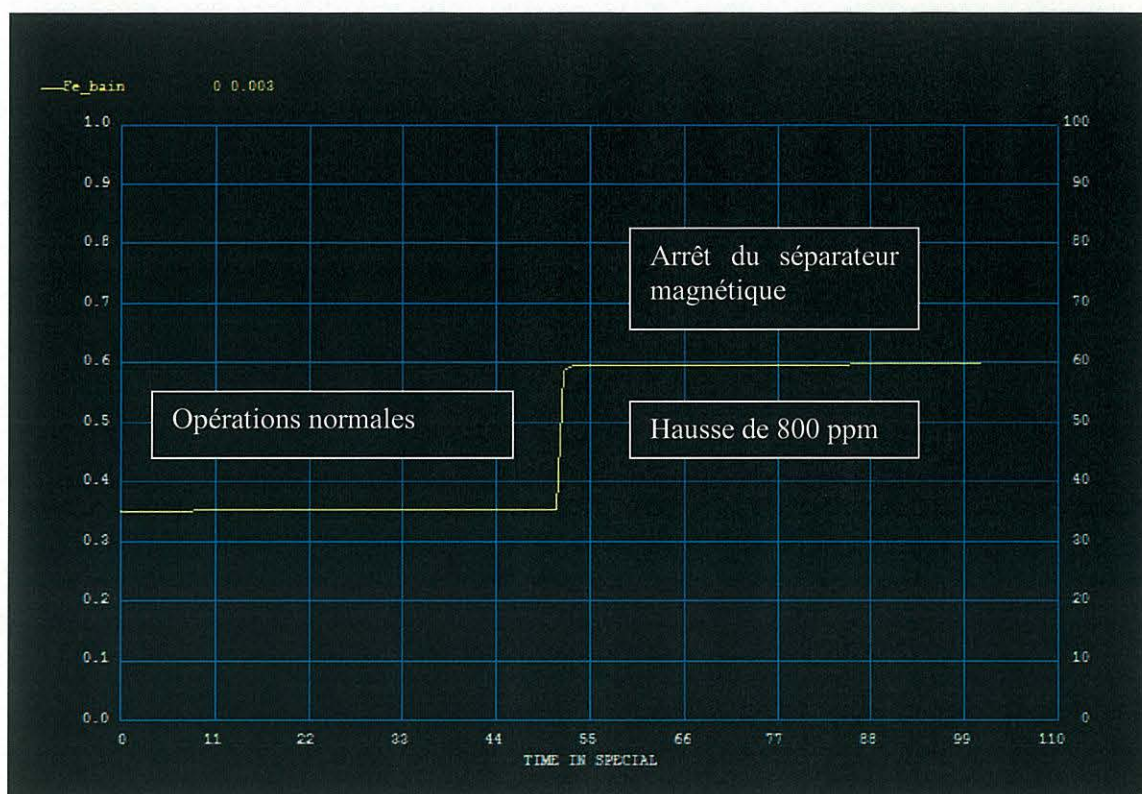 Fe_bain 0 0.003
1.0 100
0.9 90
0.8 80
Arrêt du séparateur
magnétique
0.7 70
0.6 60
Opérations normales
Hausse de 800 ppm
0.5 50
0.4 40
0.3 30
0.2 20
0.1 10
0.0 0
0 11 22 33 44 55 66 77 88 99 110
TIME IN SPECIAL